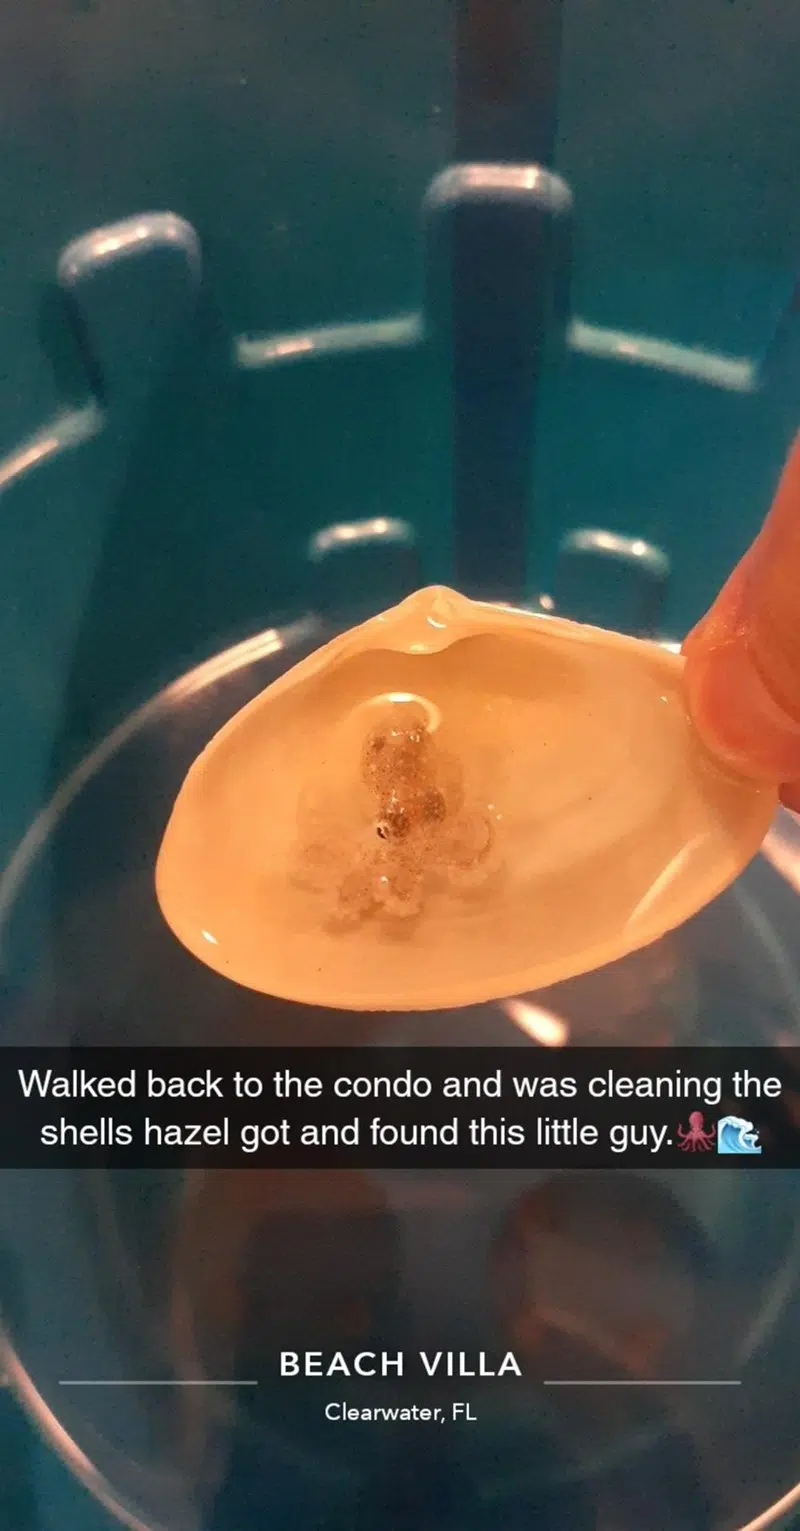 Walked back to the condo and was cleaning the
shells hazel got and found this little guy.🐙🌊
BEACH VILLA
Clearwater, FL